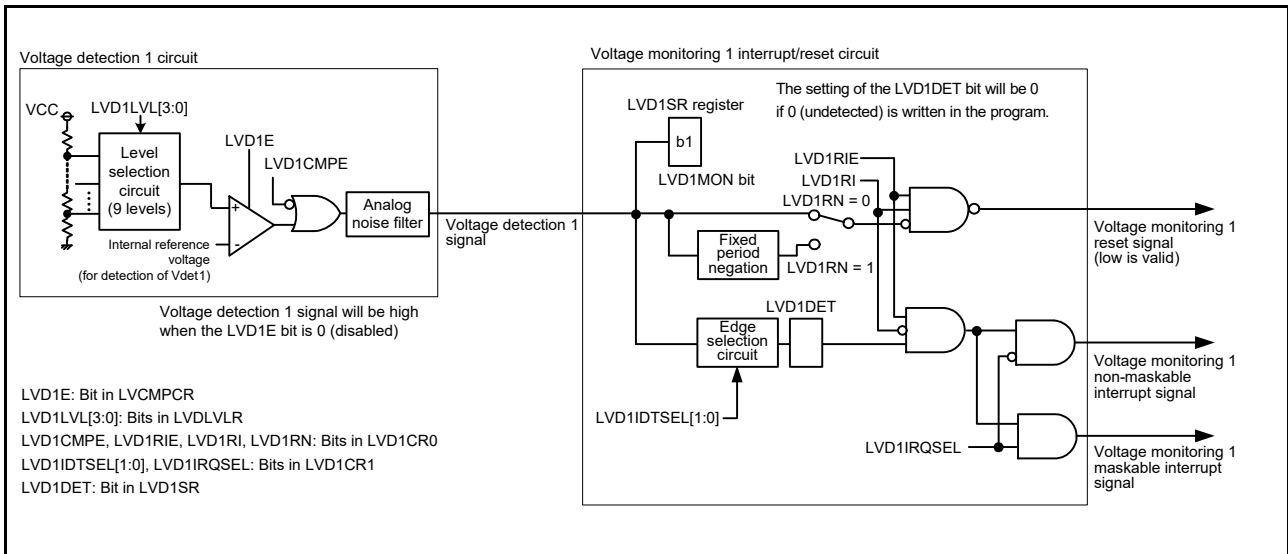 Voltage detection 1 circuit
VCC
LVD1LVL[3:0]
Level
selection
circuit
(9 levels)
LVD1E
LVD1CMPE
+
-
Internal reference
voltage
(for detection of Vdet1)
Analog
noise filter
Voltage detection 1
signal
Voltage detection 1 signal will be high
when the LVD1E bit is 0 (disabled)
Voltage monitoring 1 interrupt/reset circuit
The setting of the LVD1DET bit will be 0
if 0 (undetected) is written in the program.
LVD1SR register
b1
LVD1MON bit
LVD1RIE
LVD1RI
LVD1RN = 0
Fixed
period
negation
LVD1RN = 1
Voltage monitoring 1
reset signal
(low is valid)
LVD1DET
Edge
selection
circuit
LVD1IDTSEL[1:0]
Voltage monitoring 1
non-maskable
interrupt signal
LVD1IRQSEL
Voltage monitoring 1
maskable interrupt
signal
LVD1E: Bit in LVCMPCR
LVD1LVL[3:0]: Bits in LVDLVLR
LVD1CMPE, LVD1RIE, LVD1RI, LVD1RN: Bits in LVD1CR0
LVD1IDTSEL[1:0], LVD1IRQSEL: Bits in LVD1CR1
LVD1DET: Bit in LVD1SR